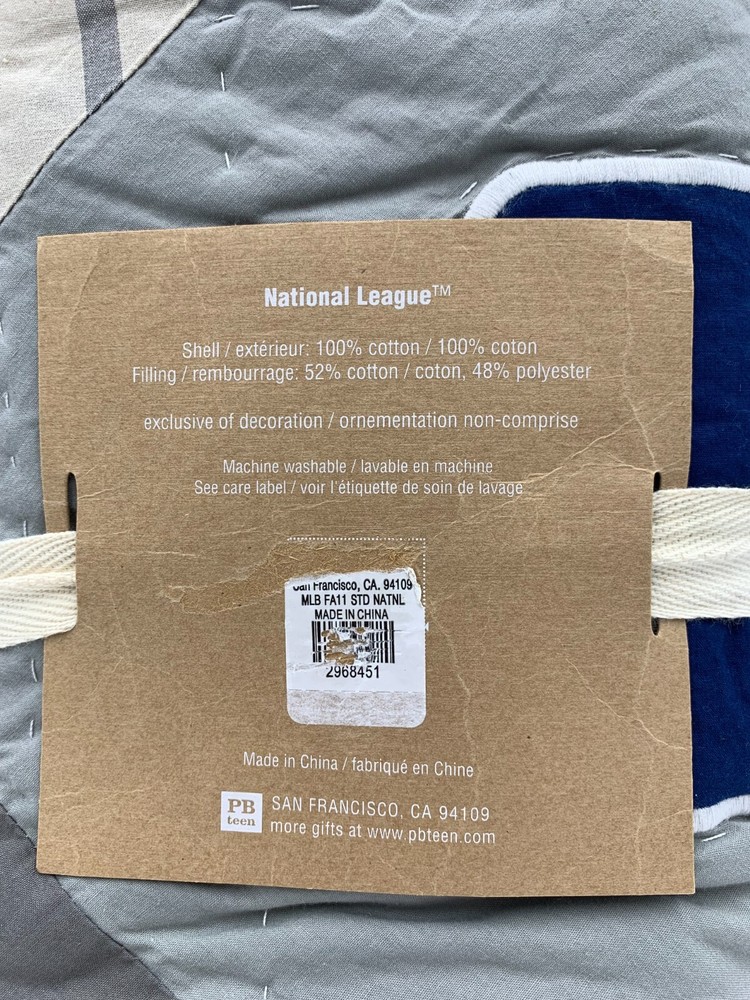 National League™
Shell / extérieur: 100% cotton / 100% coton
Filling / rembourrage: 52% cotton / coton, 48% polyester
exclusive of decoration / ornementation non-comprise
Machine washable / lavable en machine
See care label / voir l'étiquette de soin de lavage
San Francisco, CA. 94109
MLB FA11 STD NATNL
MADE IN CHINA
2968451
Made in China / fabriqué en Chine
PB
teen
SAN FRANCISCO, CA 94109
more gifts at www.pbteen.com